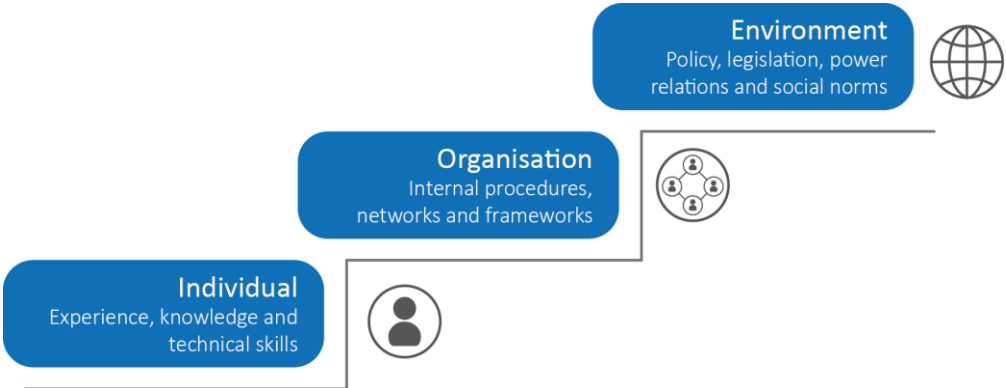 Environment
Policy, legislation, power
relations and social norms
Organisation
Internal procedures,
networks and frameworks
Individual
Experience, knowledge and
technical skills